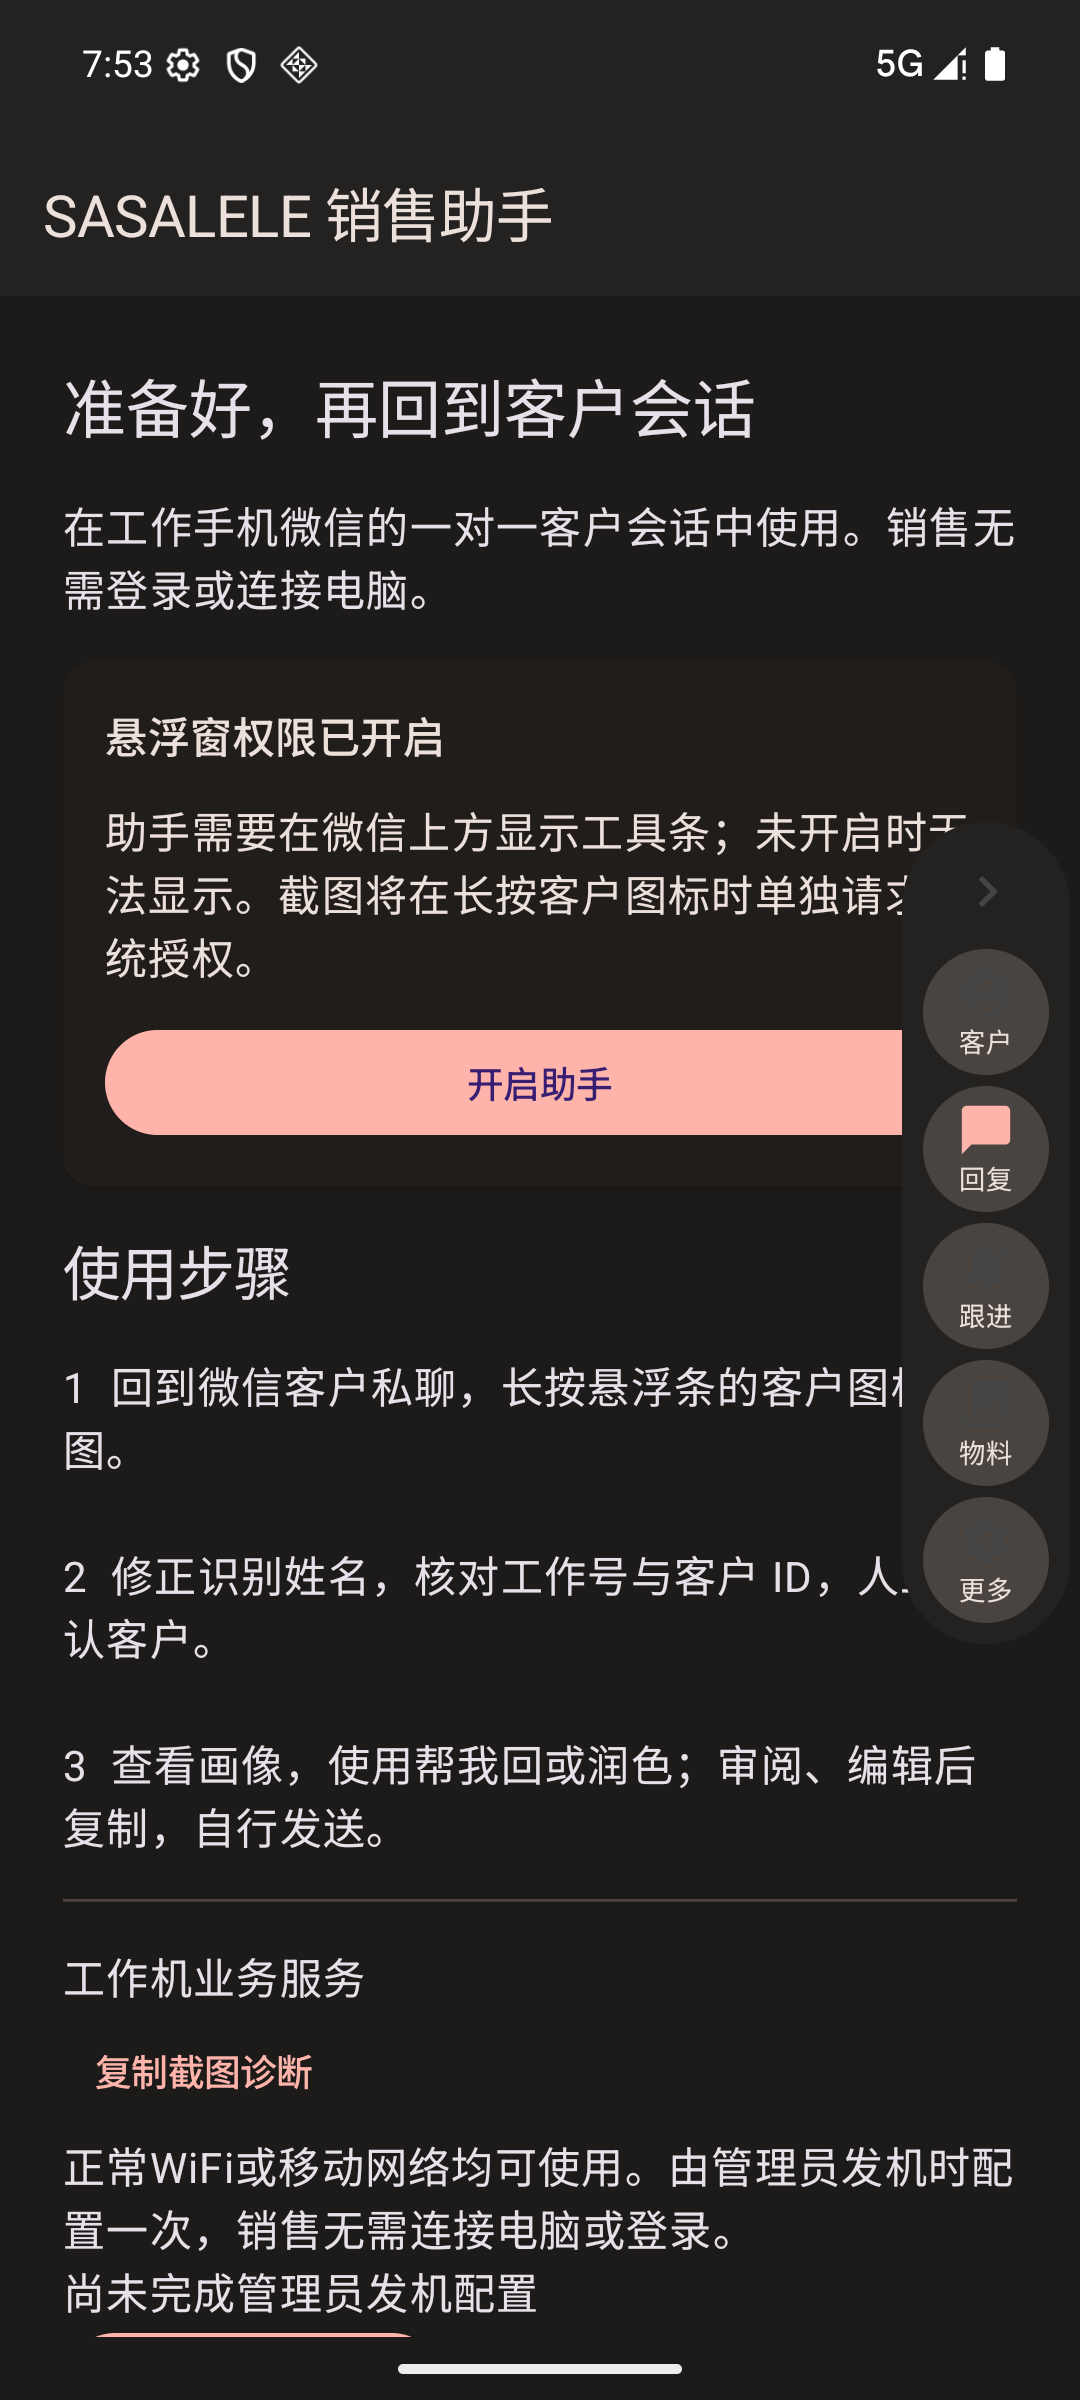 7:53
5G
SASALELE 销售助手
准备好，再回到客户会话
在工作手机微信的一对一客户会话中使用。销售无
需登录或连接电脑。
悬浮窗权限已开启
助手需要在微信上方显示工具条；未开启时无
法显示。截图将在长按客户图标时单独请求
统授权。
开启助手
客户
回复
跟进
物料
更多
使用步骤
1 回到微信客户私聊，长按悬浮条的客户图
图。
2 修正识别姓名，核对工作号与客户 ID，人
认客户。
3 查看画像，使用帮我回或润色；审阅、编辑后
复制，自行发送。
工作机业务服务
复制截图诊断
正常WiFi或移动网络均可使用。由管理员发机时配
置一次，销售无需连接电脑或登录。
尚未完成管理员发机配置